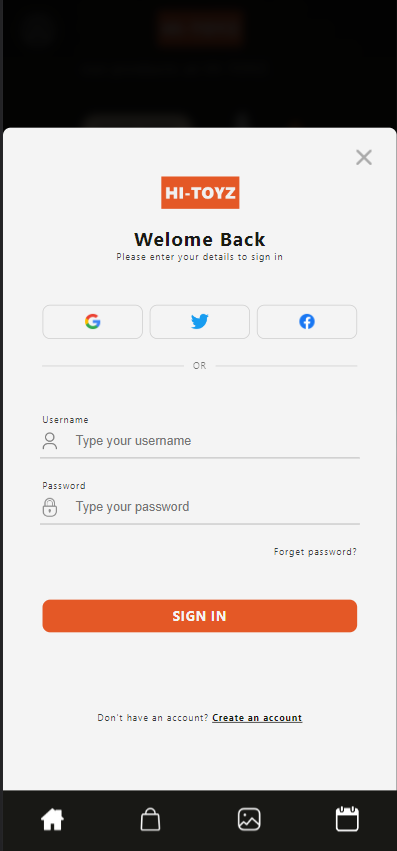 HI-TOYZ
Welome Back
Please enter your details to sign in
OR
Username
Type your username
Password
Type your password
Forget password?
SIGN IN
Don't have an account? Create an account